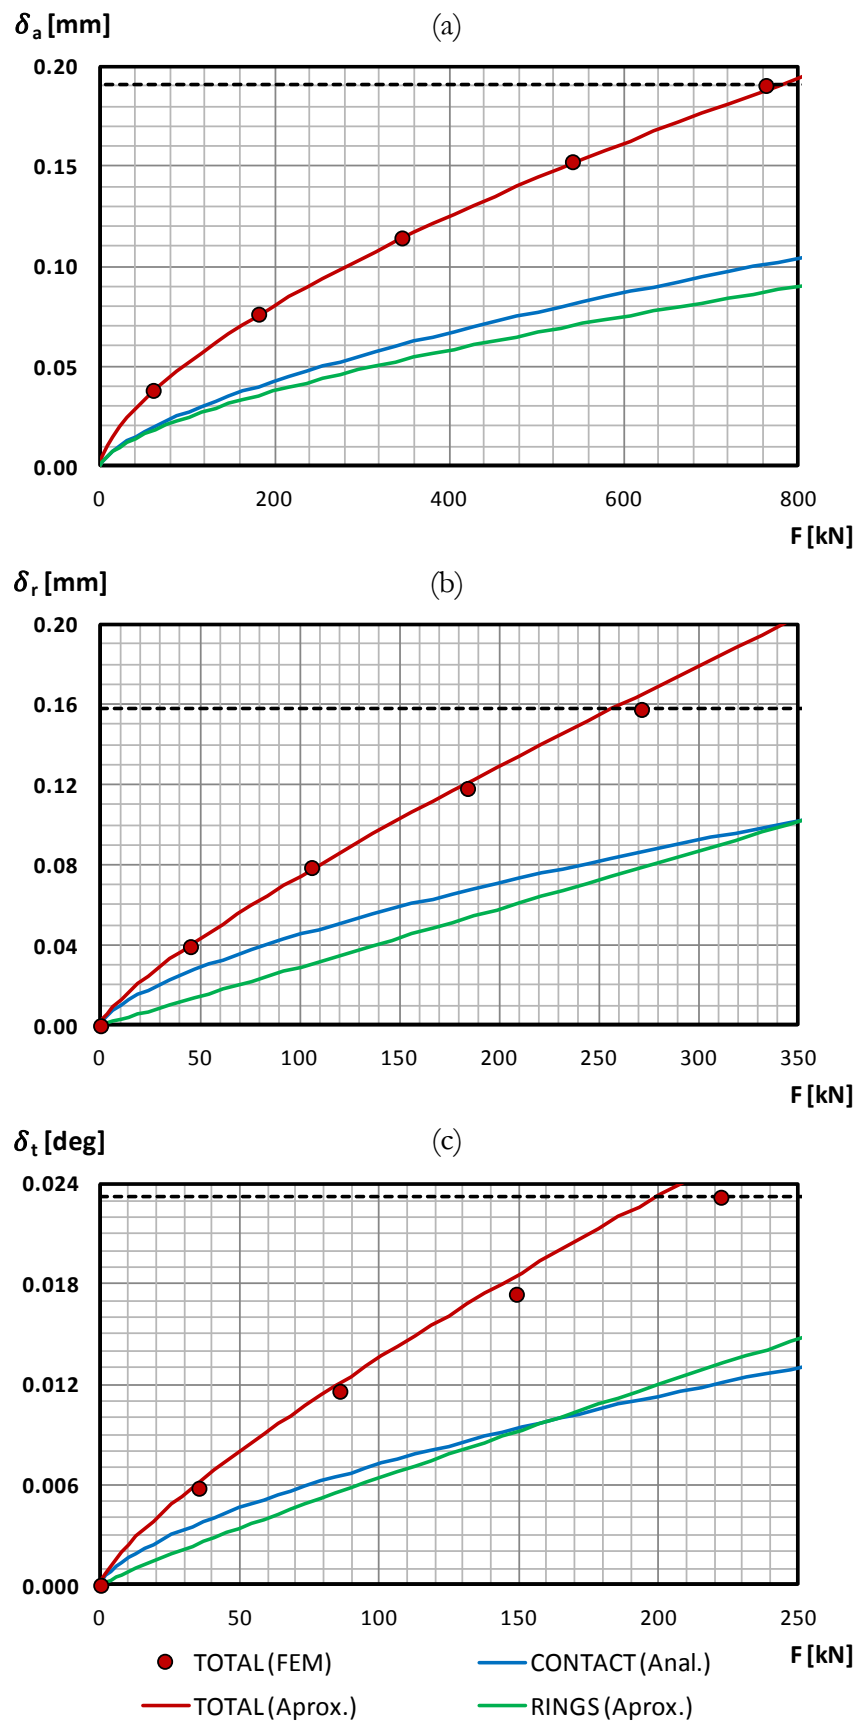 δa [mm]
(a)
0.20
0.15
0.10
0.05
0.00
0 200 400 600 800
F [kN]
δr [mm]
(b)
0.20
0.16
0.12
0.08
0.04
0.00
0 50 100 150 200 250 300 350
F [kN]
δt [deg]
(c)
0.024
0.018
0.012
0.006
0.000
0 50 100 150 200 250
F [kN]
TOTAL (FEM) CONTACT (Anal.)
TOTAL (Aprox.) RINGS (Aprox.)